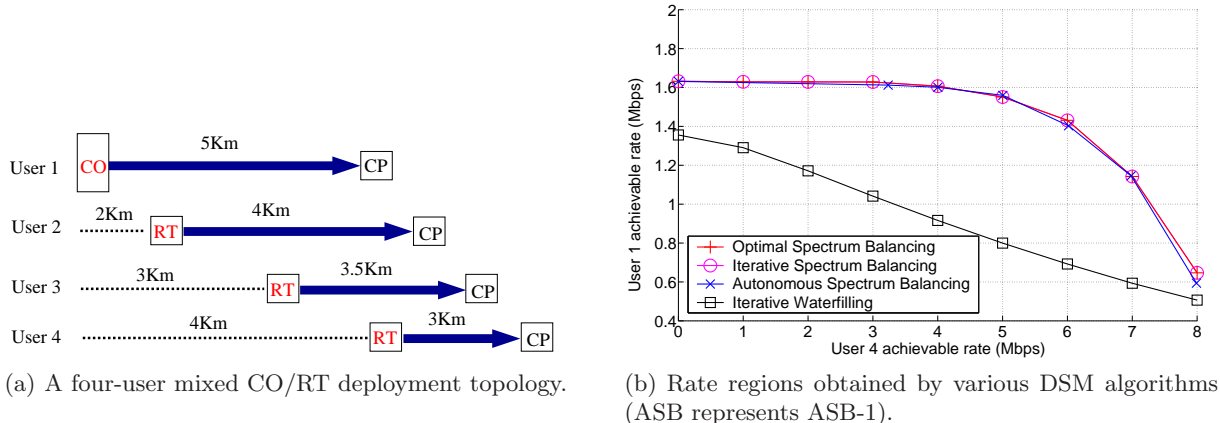 User 1
CO
5Km
CP
User 2
2Km
RT
4Km
CP
User 3
3Km
RT
3.5Km
CP
User 4
4Km
RT
3Km
CP
(a) A four-user mixed CO/RT deployment topology.
2
1.8
1.6
1.4
1.2
1
0.8
0.6
0.4
User 1 achievable rate (Mbps)
Optimal Spectrum Balancing
Iterative Spectrum Balancing
Autonomous Spectrum Balancing
Iterative Waterfilling
0 1 2 3 4 5 6 7 8
User 4 achievable rate (Mbps)
(b) Rate regions obtained by various DSM algorithms
(ASB represents ASB-1).